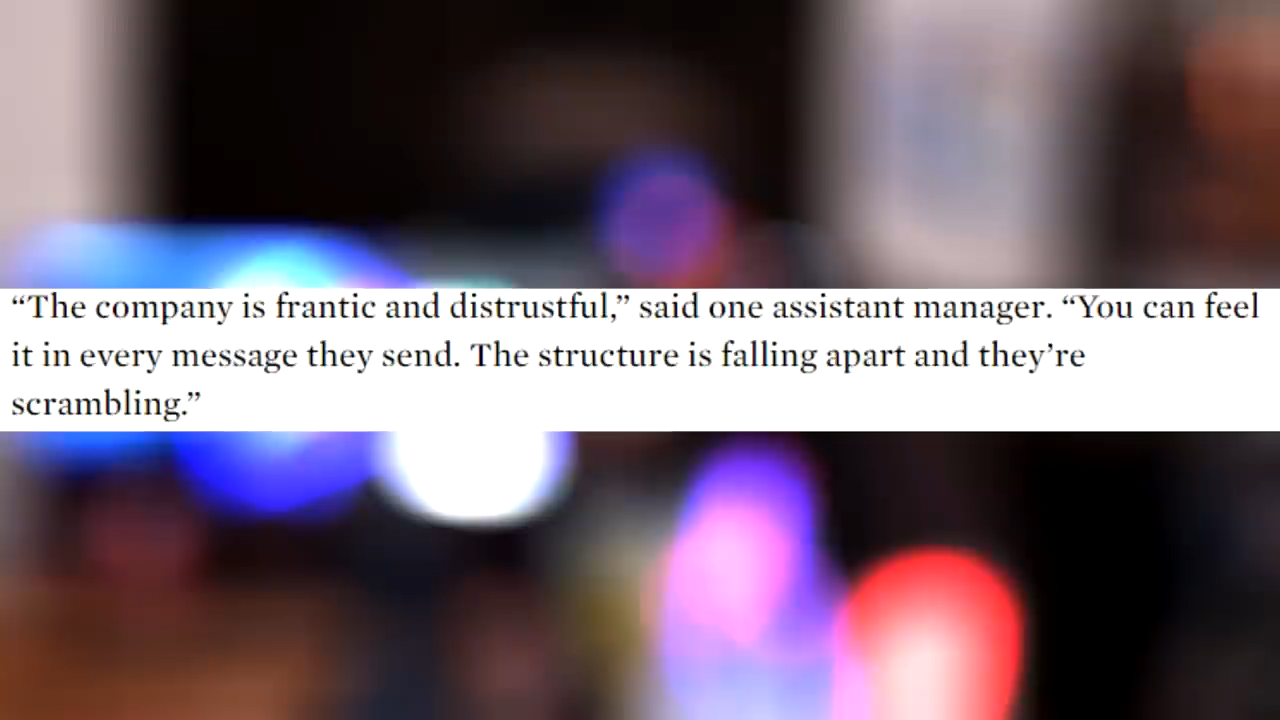 “The company is frantic and distrustful,” said one assistant manager. “You can feel
it in every message they send. The structure is falling apart and they’re
scrambling.”